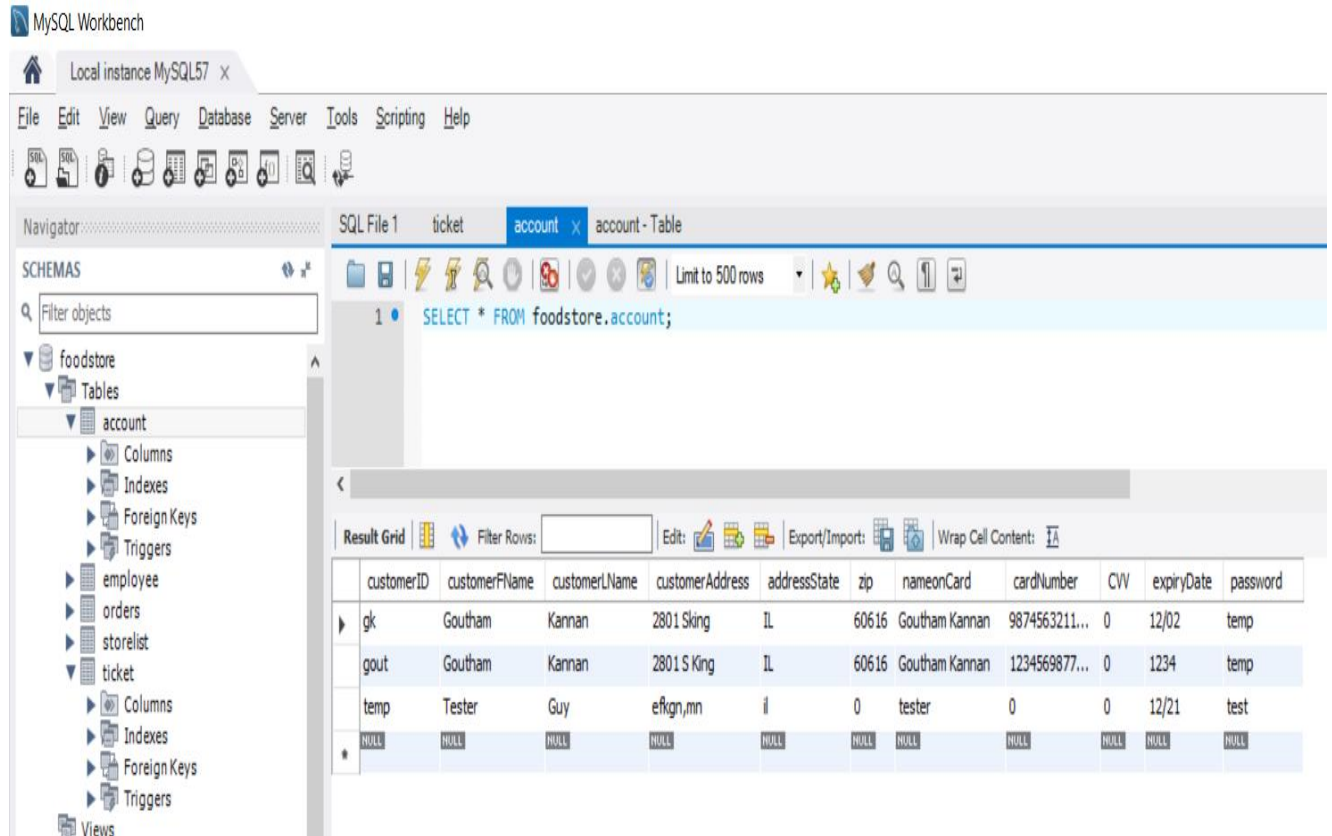 MySQL Workbench
Local instance MySQL57 x
File Edit View Query Database Server Tools Scripting Help
Navigator
SCHEMAS
Filter objects
foodstore
Tables
account
Columns
Indexes
Foreign Keys
Triggers
employee
orders
storelist
ticket
Columns
Indexes
Foreign Keys
Triggers
Views
SQL File 1 ticket account x account - Table
Limit to 500 rows
1 SELECT * FROM foodstore.account;
Result Grid Filter Rows: Edit: Export/Import: Wrap Cell Content: IA
customerID customerFName customerLName customerAddress addressState zip nameonCard cardNumber CVV expiryDate password
gk Goutham Kannan 2801 Sking IL 60616 Goutham Kannan 9874563211... 0 12/02 temp
gout Goutham Kannan 2801 S King IL 60616 Goutham Kannan 1234569877... 0 1234 temp
temp Tester Guy efkgn,mn il 0 tester 0 0 12/21 test
NULL NULL NULL NULL NULL NULL NULL NULL NULL NULL NULL